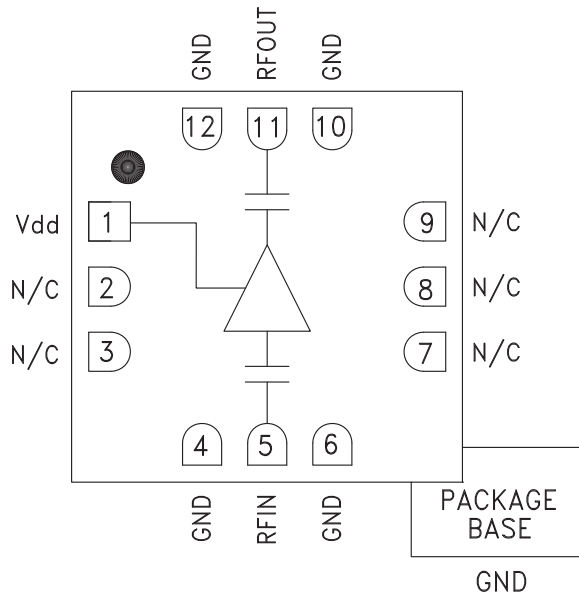 GND RFOUT GND
12 11 10
Vdd 1 9 N/C
N/C 2 8 N/C
N/C 3 7 N/C
4 5 6
GND RFIN GND
PACKAGE
BASE
GND